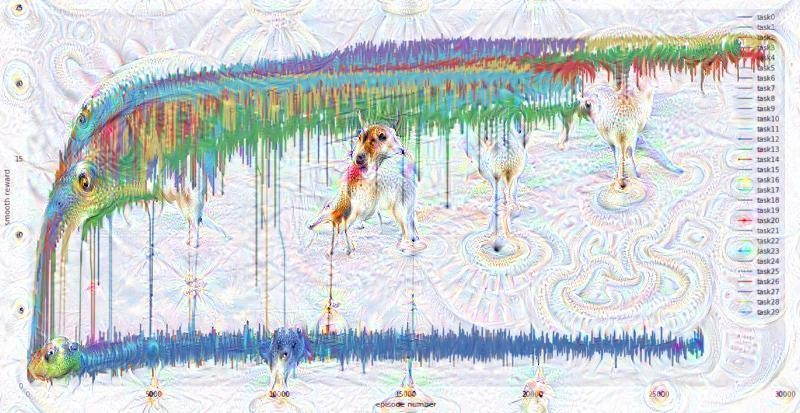 25
15
smooth reward
5
0
5000
10000
15000
20000
25000
30000
episode number
task0
task1
task2
task3
task4
task5
task6
task7
task8
task9
task10
task11
task12
task13
task14
task15
task16
task17
task18
task19
task20
task21
task22
task23
task24
task25
task26
task27
task28
task29